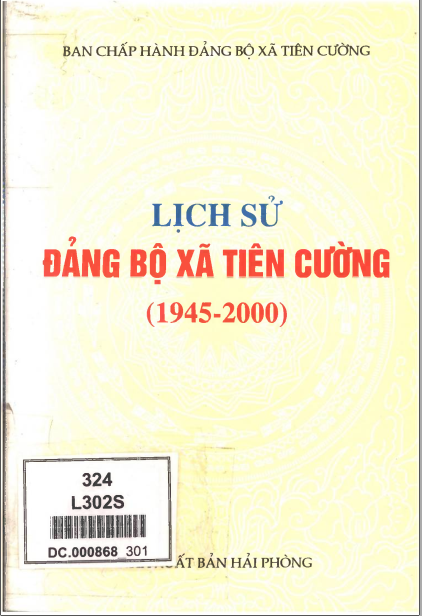 BAN CHẤP HÀNH ĐẢNG BỘ XÃ TIÊN CƯỜNG
LỊCH SỬ
ĐẢNG BỘ XÃ TIÊN CƯỜNG
(1945-2000)
324
L302S
DC.000868 301
XUẤT BẢN HẢI PHÒNG